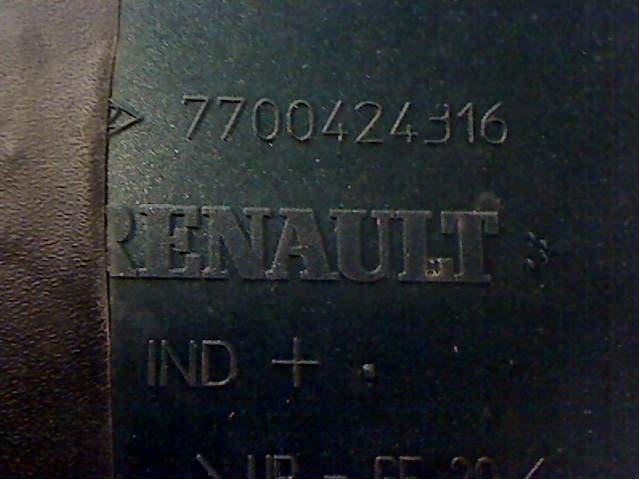 7700424316
RENAULT
IND + .